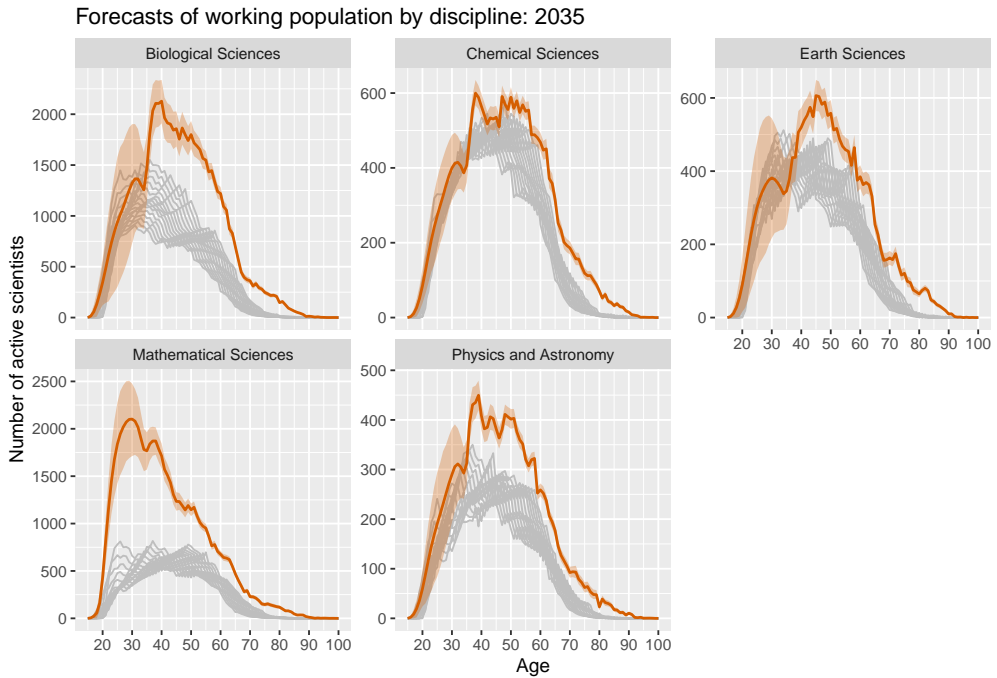 Forecasts of working population by discipline: 2035
Biological Sciences
Chemical Sciences
Earth Sciences
2000
1500
1000
500
0
600
400
200
0
600
400
200
0
20 30 40 50 60 70 80 90 100
Mathematical Sciences
Physics and Astronomy
2500
2000
1500
1000
500
0
500
400
300
200
100
0
20 30 40 50 60 70 80 90 100
20 30 40 50 60 70 80 90 100
Number of active scientists
Age